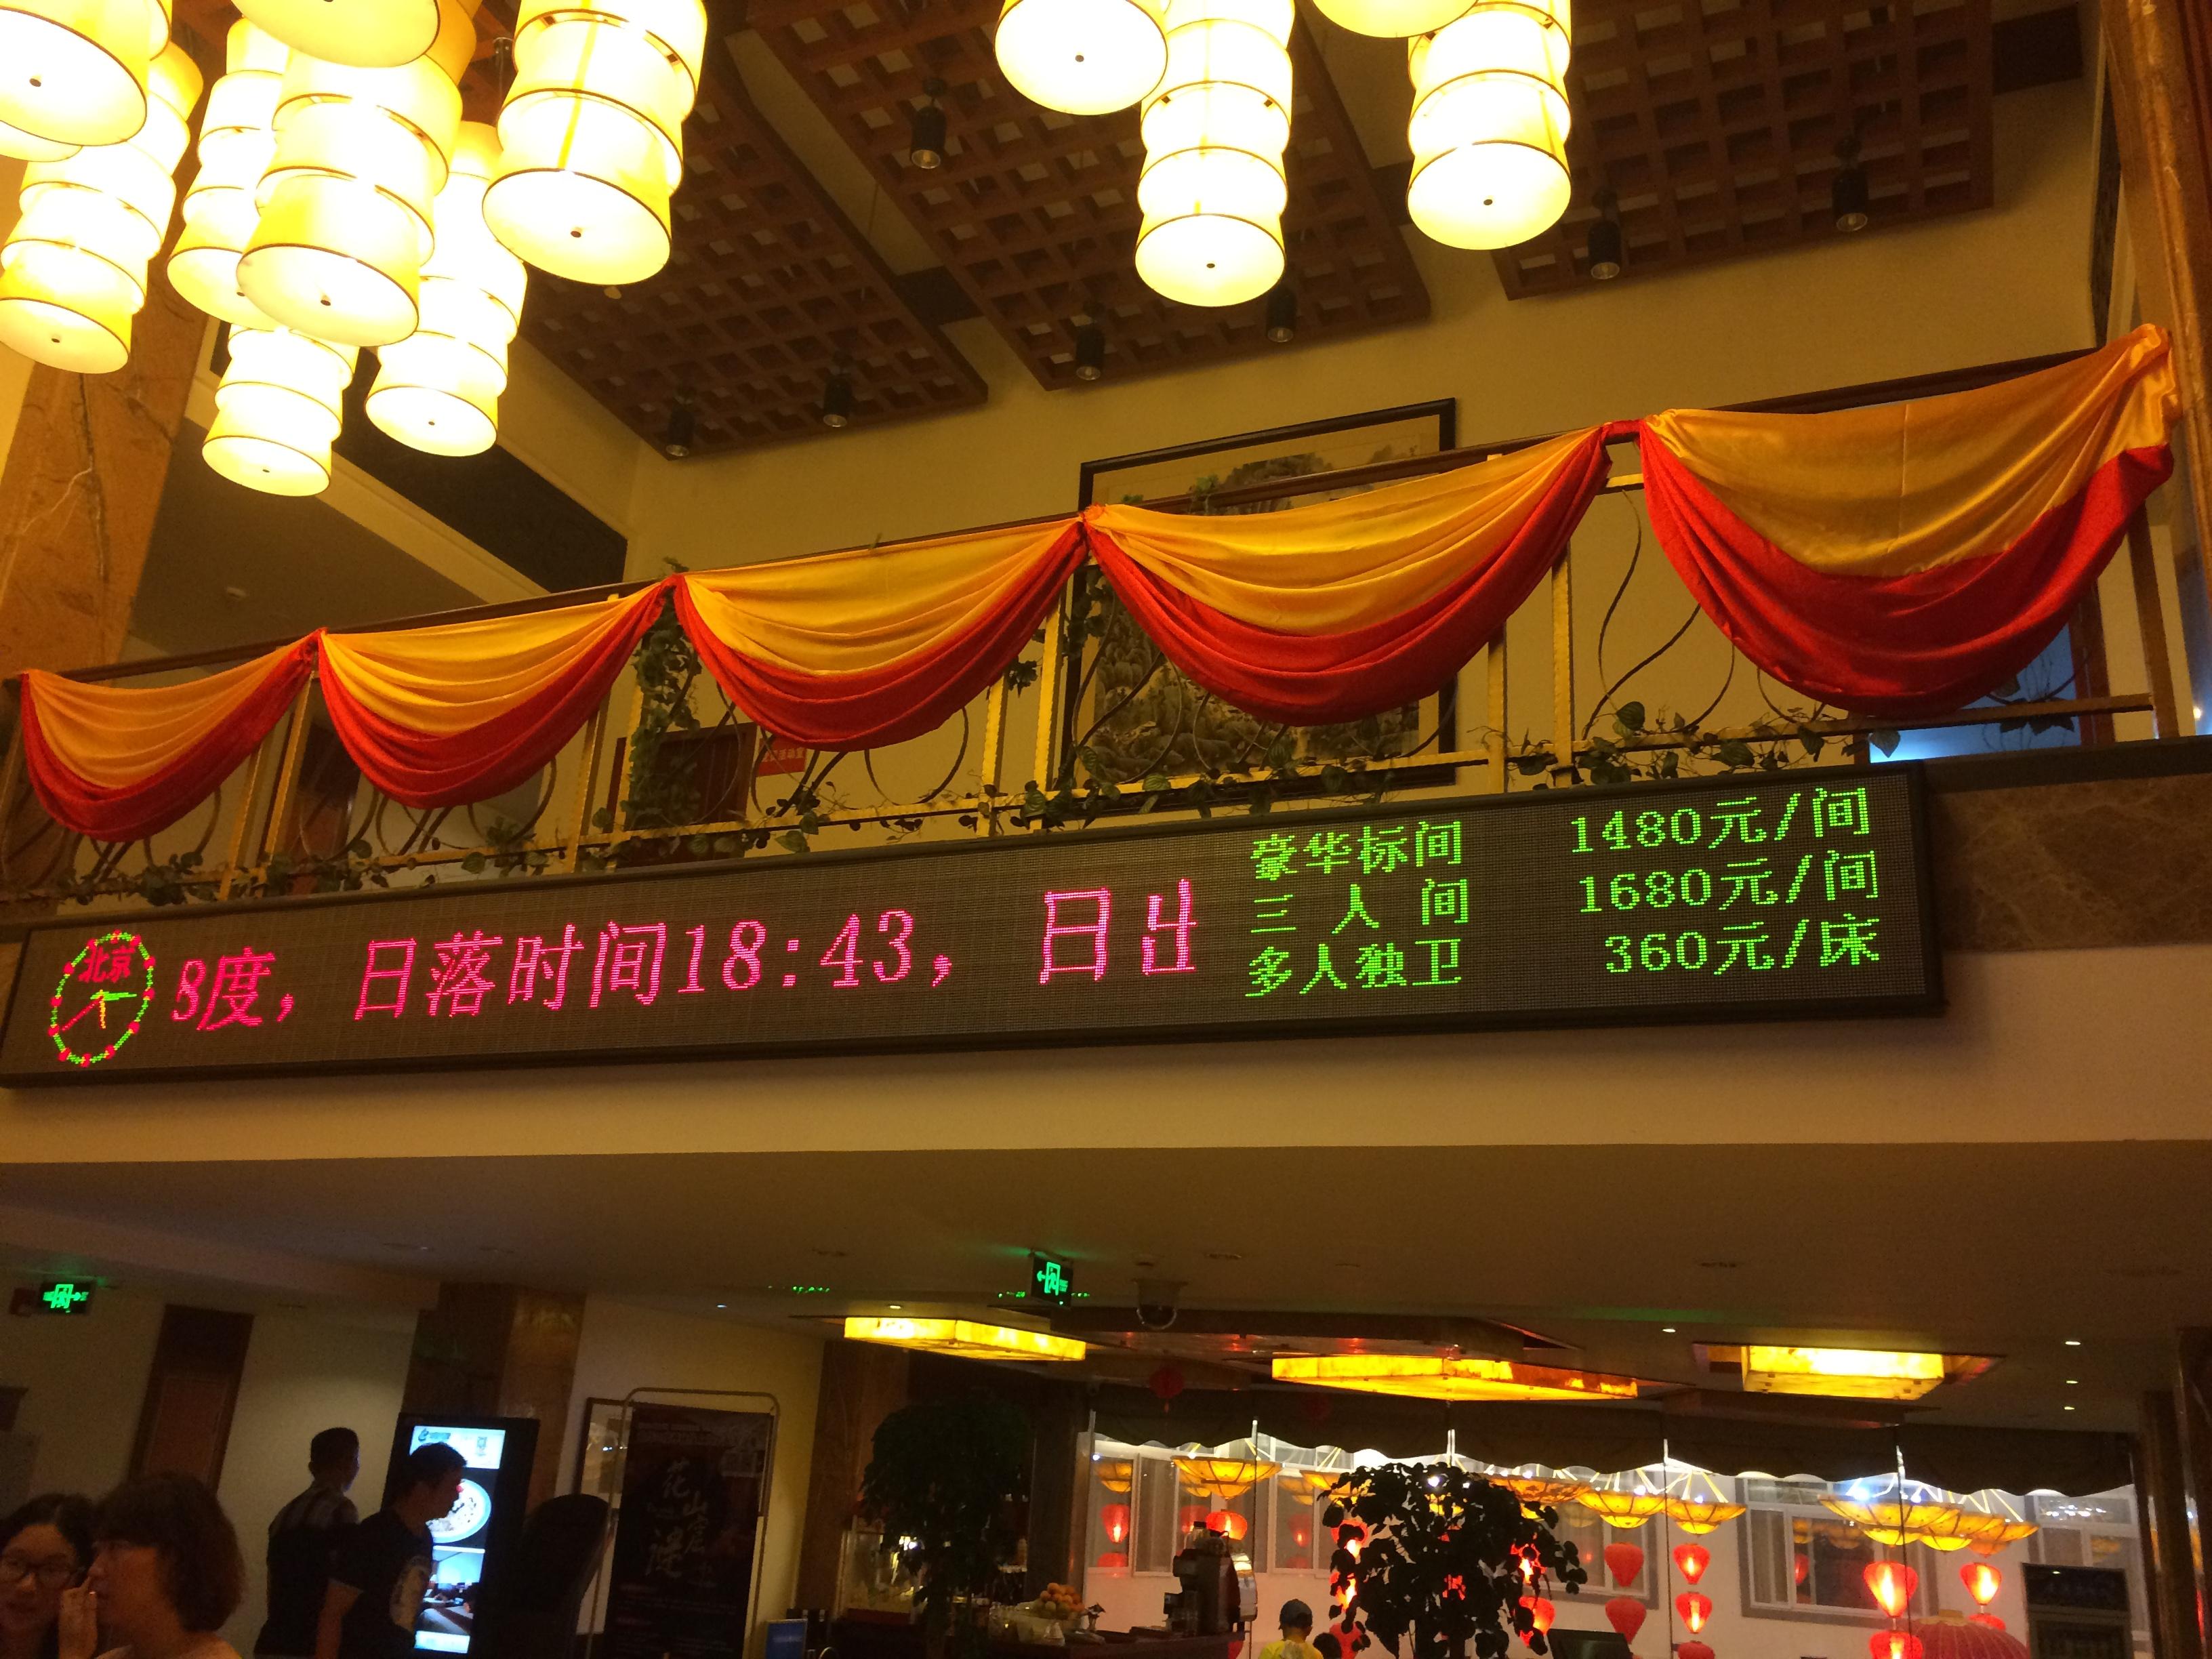 北京
8度，日落时间18:43，日出
豪华标间 1480元/间
三人间 1680元/间
多人独卫 360元/床
花
山